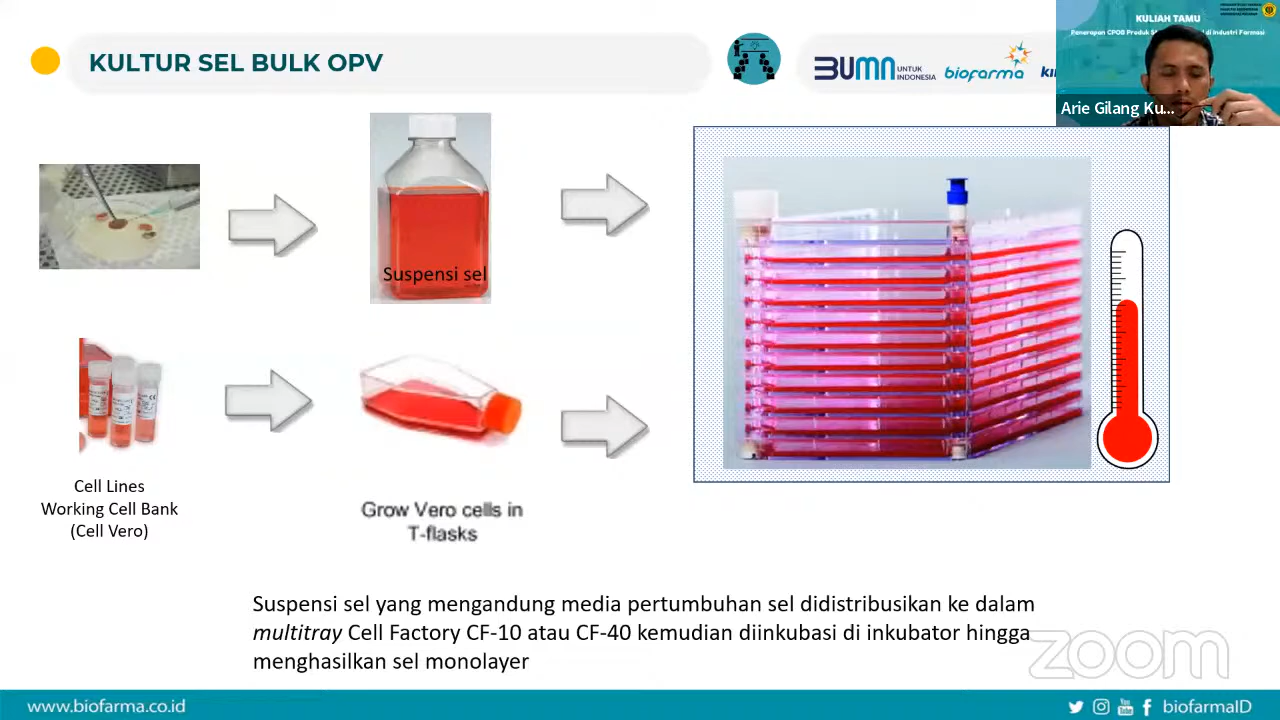 KULTUR SEL BULK OPV
BUMN
UNTUK
INDONESIA
biofarma
KULIAH TAMU
Arie Gilang Ku...
Suspensi sel
Cell Lines
Working Cell Bank
(Cell Vero)
Grow Vero cells in
T-flasks
Suspensi sel yang mengandung media pertumbuhan sel didistribusikan ke dalam
multitray Cell Factory CF-10 atau CF-40 kemudian diinkubasi di inkubator hingga
menghasilkan sel monolayer
zoom
www.biofarma.co.id
You
Tube
biofarmaID